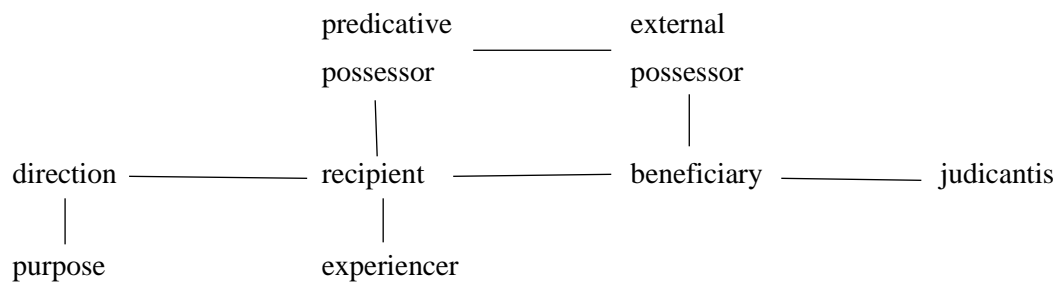 predicative external
possessor possessor
direction recipient beneficiary judicantis
purpose experiencer